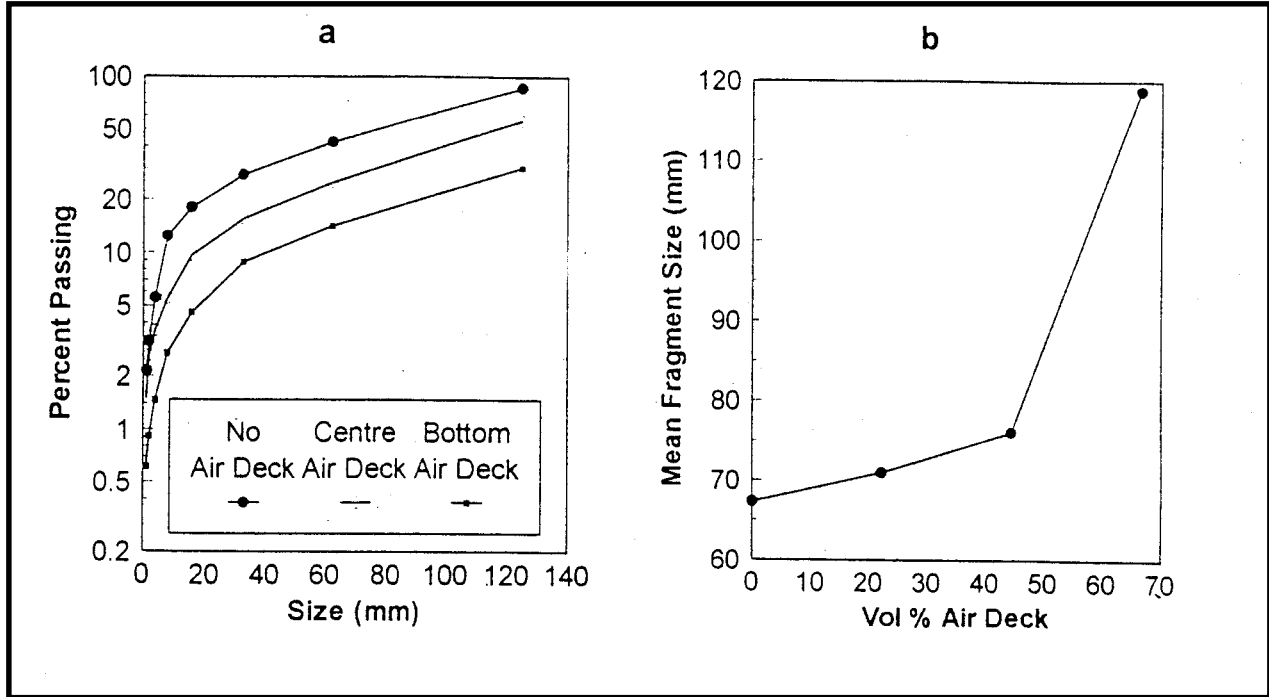 a
100
50
20
10
5
2
1
0.5
0.2
Percent Passing
No Centre Bottom
Air Deck Air Deck Air Deck
0 20 40 60 80 100 120 140
Size (mm)
b
120
110
100
90
80
70
60
Mean Fragment Size (mm)
0 10 20 30 40 50 60 70
Vol % Air Deck